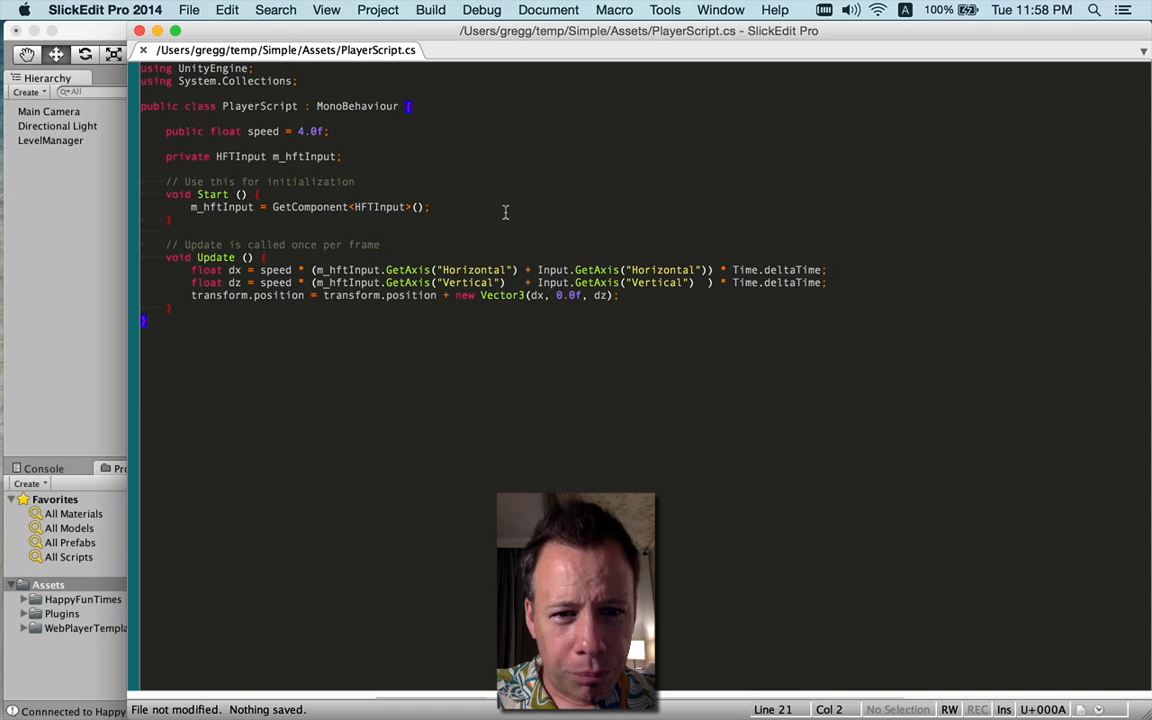 SlickEdit Pro 2014 File Edit Search View Project Build Debug Document Macro Tools Window Help A 100% Tue 11:58 PM
/Users/gregg/temp/Simple/Assets/PlayerScript.cs - SlickEdit Pro
/Users/gregg/temp/Simple/Assets/PlayerScript.cs
Hierarchy
Create All
Main Camera
Directional Light
LevelManager
using UnityEngine;
using System.Collections;
public class PlayerScript : MonoBehaviour {
public float speed = 4.0f;
private HFTInput m_hftInput;
// Use this for initialization
void Start () {
m_hftInput = GetComponent<HFTInput>();
}
// Update is called once per frame
void Update () {
float dx = speed * (m_hftInput.GetAxis("Horizontal") + Input.GetAxis("Horizontal")) * Time.deltaTime;
float dz = speed * (m_hftInput.GetAxis("Vertical")   + Input.GetAxis("Vertical")  ) * Time.deltaTime;
transform.position = transform.position + new Vector3(dx, 0.0f, dz);
}
}
Console Pro
Create
Favorites
All Materials
All Models
All Prefabs
All Scripts
Assets
HappyFunTimes
Plugins
WebPlayerTempla
Connnected to Happy
File not modified. Nothing saved. Line 21 Col 2 No Selection RW REC Ins U+000A